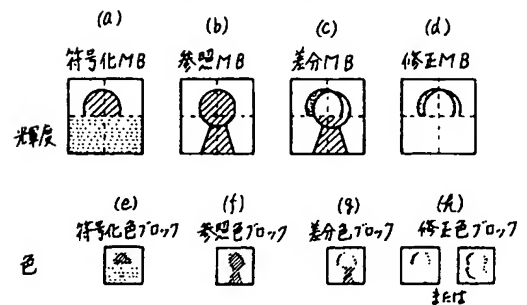 (a) (b) (c) (d)
符号化MB 参照MB 差分MB 修正MB
輝度
(e) (f) (g) (h)
符号化色ブロック 参照色ブロック 差分色ブロック 修正色ブロック
色
または